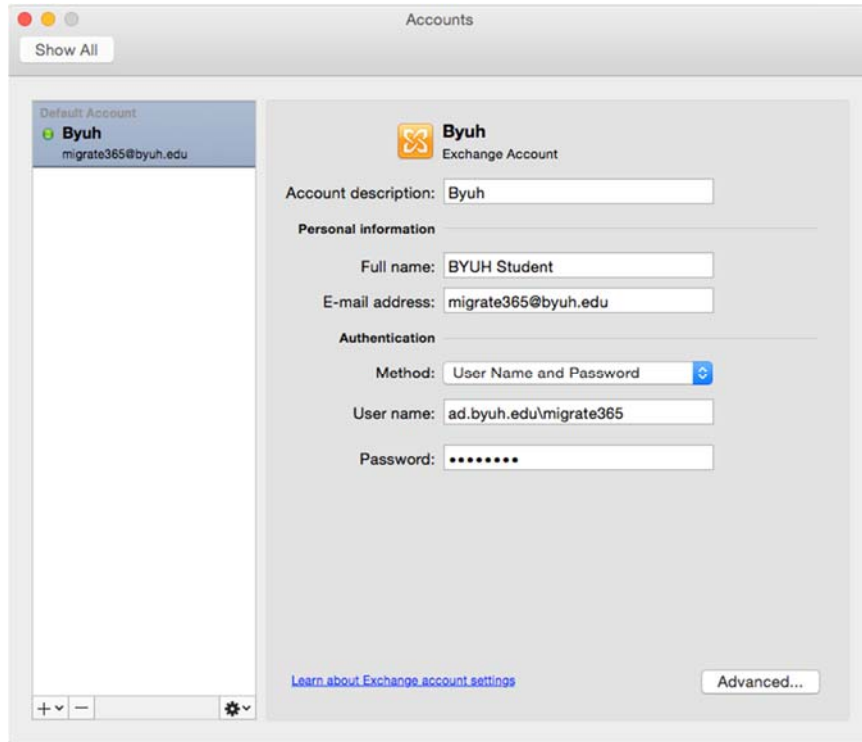 Accounts
Show All
Default Account
Byuh
migrate365@byuh.edu
Byuh
Exchange Account
Account description: Byuh
Personal information
Full name: BYUH Student
E-mail address: migrate365@byuh.edu
Authentication
Method: User Name and Password
User name: ad.byuh.edu\migrate365
Password: ••••••••
Learn about Exchange account settings
Advanced...